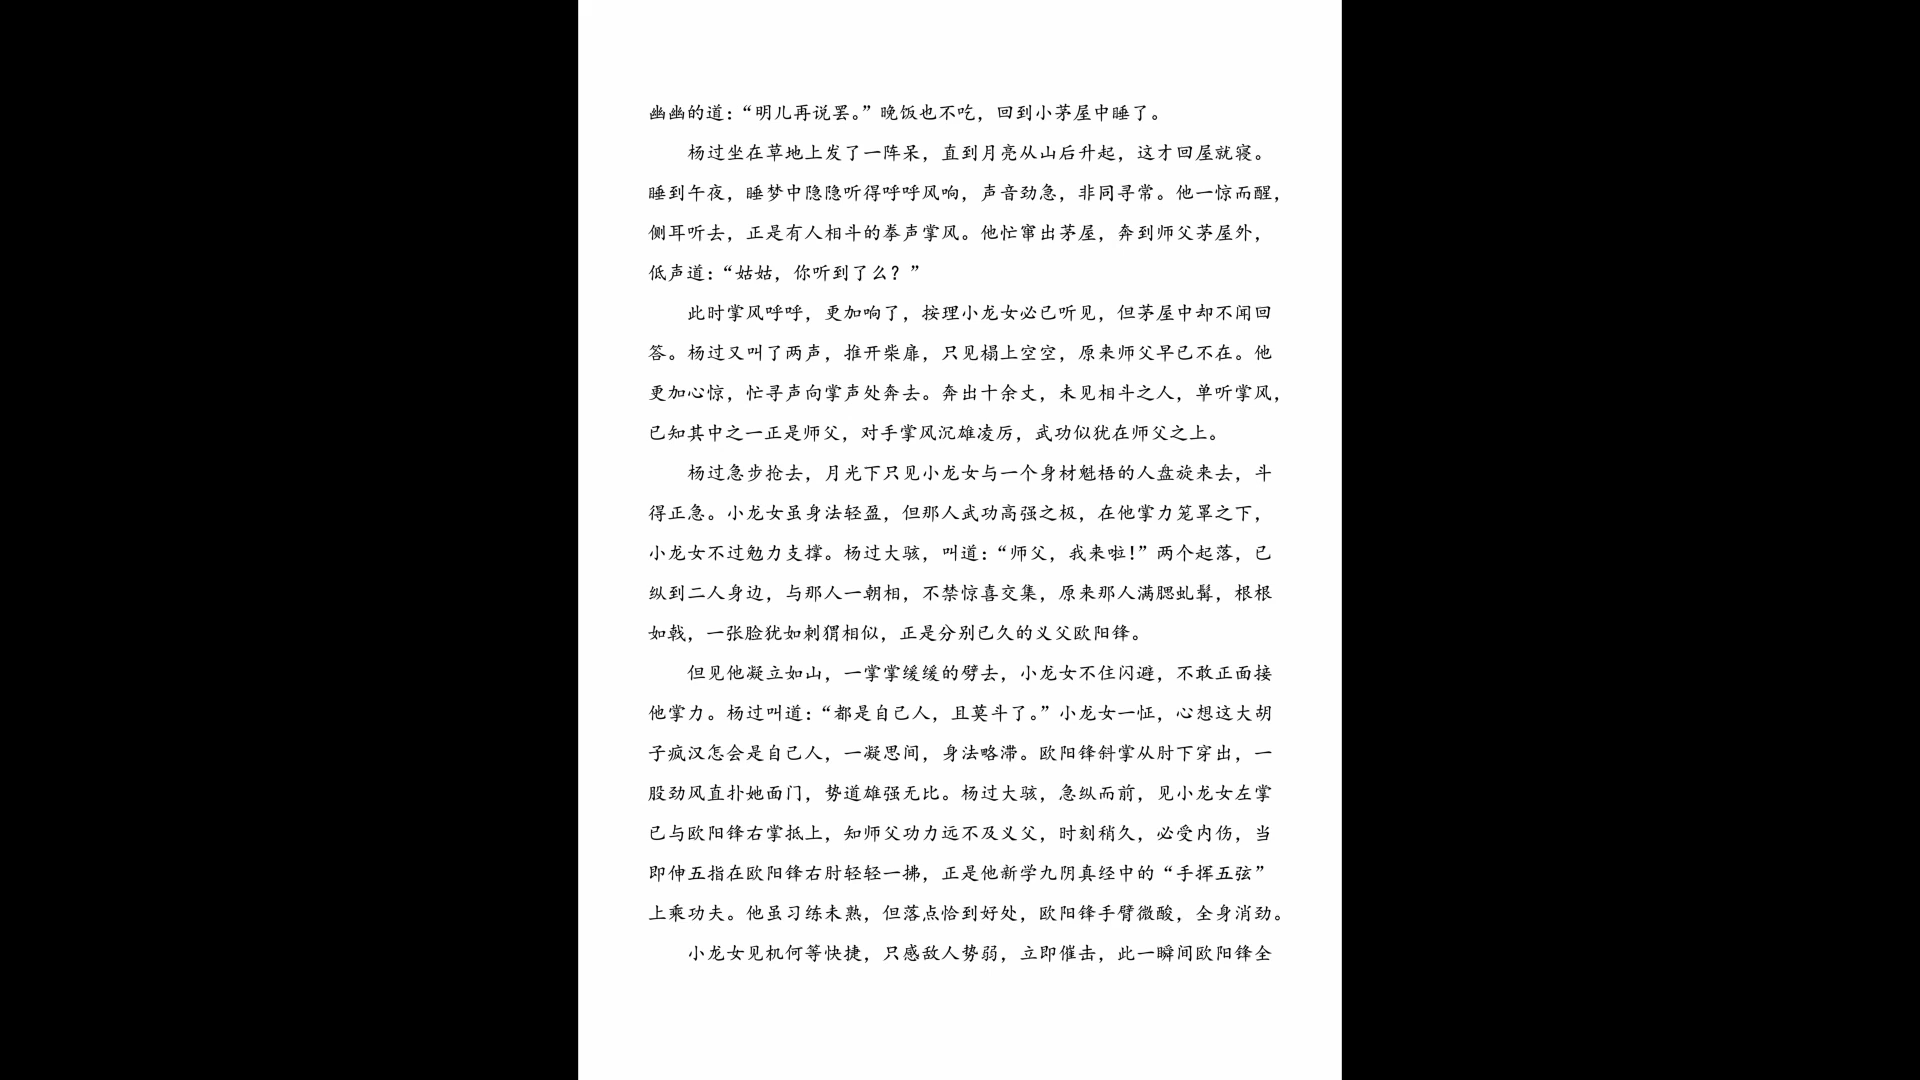 幽幽的道：“明儿再说罢。”晚饭也不吃，回到小茅屋中睡了。
杨过坐在草地上发了一阵呆，直到月亮从山后升起，这才回屋就寝。
睡到午夜，睡梦中隐隐听得呼呼风响，声音劲急，非同寻常。他一惊而醒，
侧耳听去，正是有人相斗的拳声掌风。他忙窜出茅屋，奔到师父茅屋外，
低声道：“姑姑，你听到了么？”
此时掌风呼呼，更加响了，按理小龙女必已听见，但茅屋中却不闻回
答。杨过又叫了两声，推开柴扉，只见榻上空空，原来师父早已不在。他
更加心惊，忙寻声向掌声处奔去。奔出十余丈，未见相斗之人，单听掌风，
已知其中之一正是师父，对手掌风沉雄凌厉，武功似犹在师父之上。
杨过急步抢去，月光下只见小龙女与一个身材魁梧的人盘旋来去，斗
得正急。小龙女虽身法轻盈，但那人武功高强之极，在他掌力笼罩之下，
小龙女不过勉力支撑。杨过大骇，叫道：“师父，我来啦！”两个起落，已
纵到二人身边，与那人一朝相，不禁惊喜交集，原来那人满腮虬髯，根根
如戟，一张脸犹如刺猬相似，正是分别已久的义父欧阳锋。
但见他凝立如山，一掌掌缓缓的劈去，小龙女不住闪避，不敢正面接
他掌力。杨过叫道：“都是自己人，且莫斗了。”小龙女一怔，心想这大胡
子疯汉怎会是自己人，一凝思间，身法略滞。欧阳锋斜掌从肘下穿出，一
股劲风直扑她面门，势道雄强无比。杨过大骇，急纵而前，见小龙女左掌
已与欧阳锋右掌抵上，知师父功力远不及义父，时刻稍久，必受内伤，当
即伸五指在欧阳锋右肘轻轻一拂，正是他新学九阴真经中的“手挥五弦”
上乘功夫。他虽习练未熟，但落点恰到好处，欧阳锋手臂微酸，全身消劲。
小龙女见机何等快捷，只感敌人势弱，立即催击，此一瞬间欧阳锋全